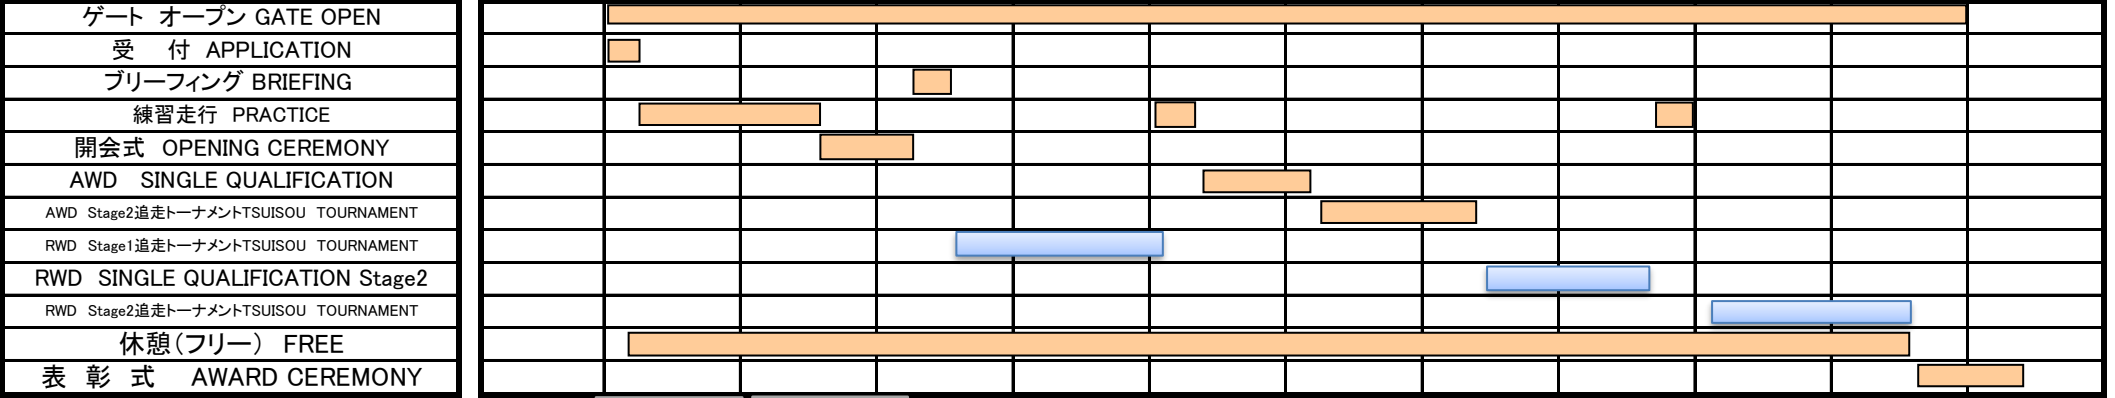 ゲート　オープン GATE OPEN
受　　付　APPLICATION
ブリーフィング BRIEFING
練習走行　PRACTICE
開会式　OPENING CEREMONY
AWD　SINGLE QUALIFICATION
AWD　Stage2追走トーナメントTSUISOU　TOURNAMENT
RWD　Stage1追走トーナメントTSUISOU　TOURNAMENT
RWD　SINGLE QUALIFICATION Stage2
RWD　Stage2追走トーナメントTSUISOU　TOURNAMENT
休憩（フリー）　FREE
表　彰　式　　AWARD CEREMONY